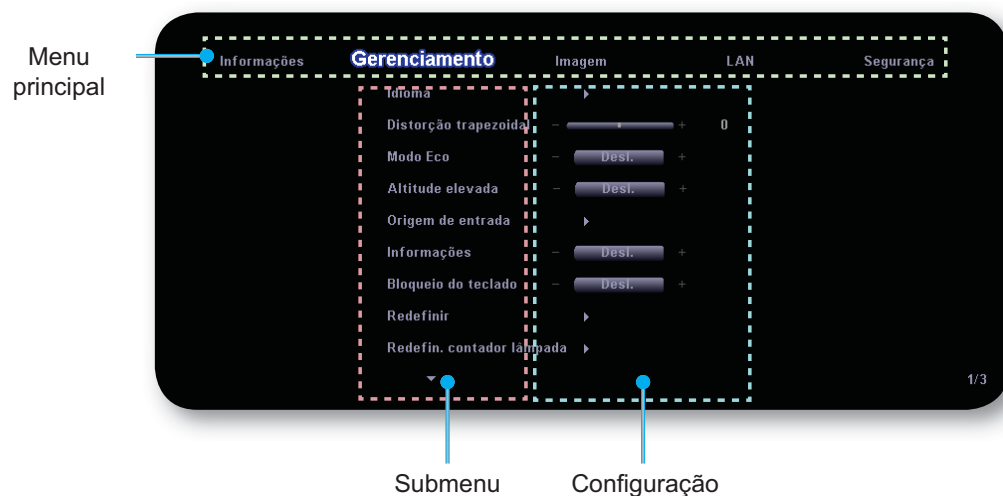 Menu
principal
Informações Gerenciamento Imagem LAN Segurança
Idioma
Distorção trapezoidal - + 0
Modo Eco - Desl. +
Altitude elevada - Desl. +
Origem de entrada
Informações - Desl. +
Bloqueio do teclado - Desl. +
Redefinir
Redefin. contador lâmpada
1/3
Submenu Configuração